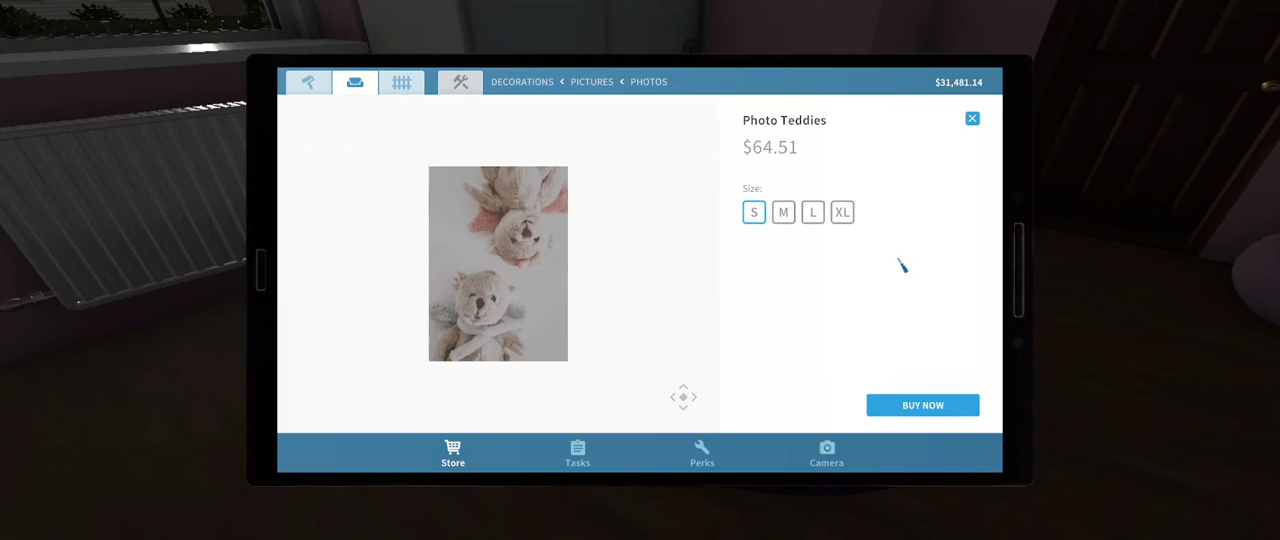 DECORATIONS < PICTURES < PHOTOS
$31,481.14
Photo Teddies
$64.51
Size:
S M L XL
BUY NOW
Store Tasks Perks Camera